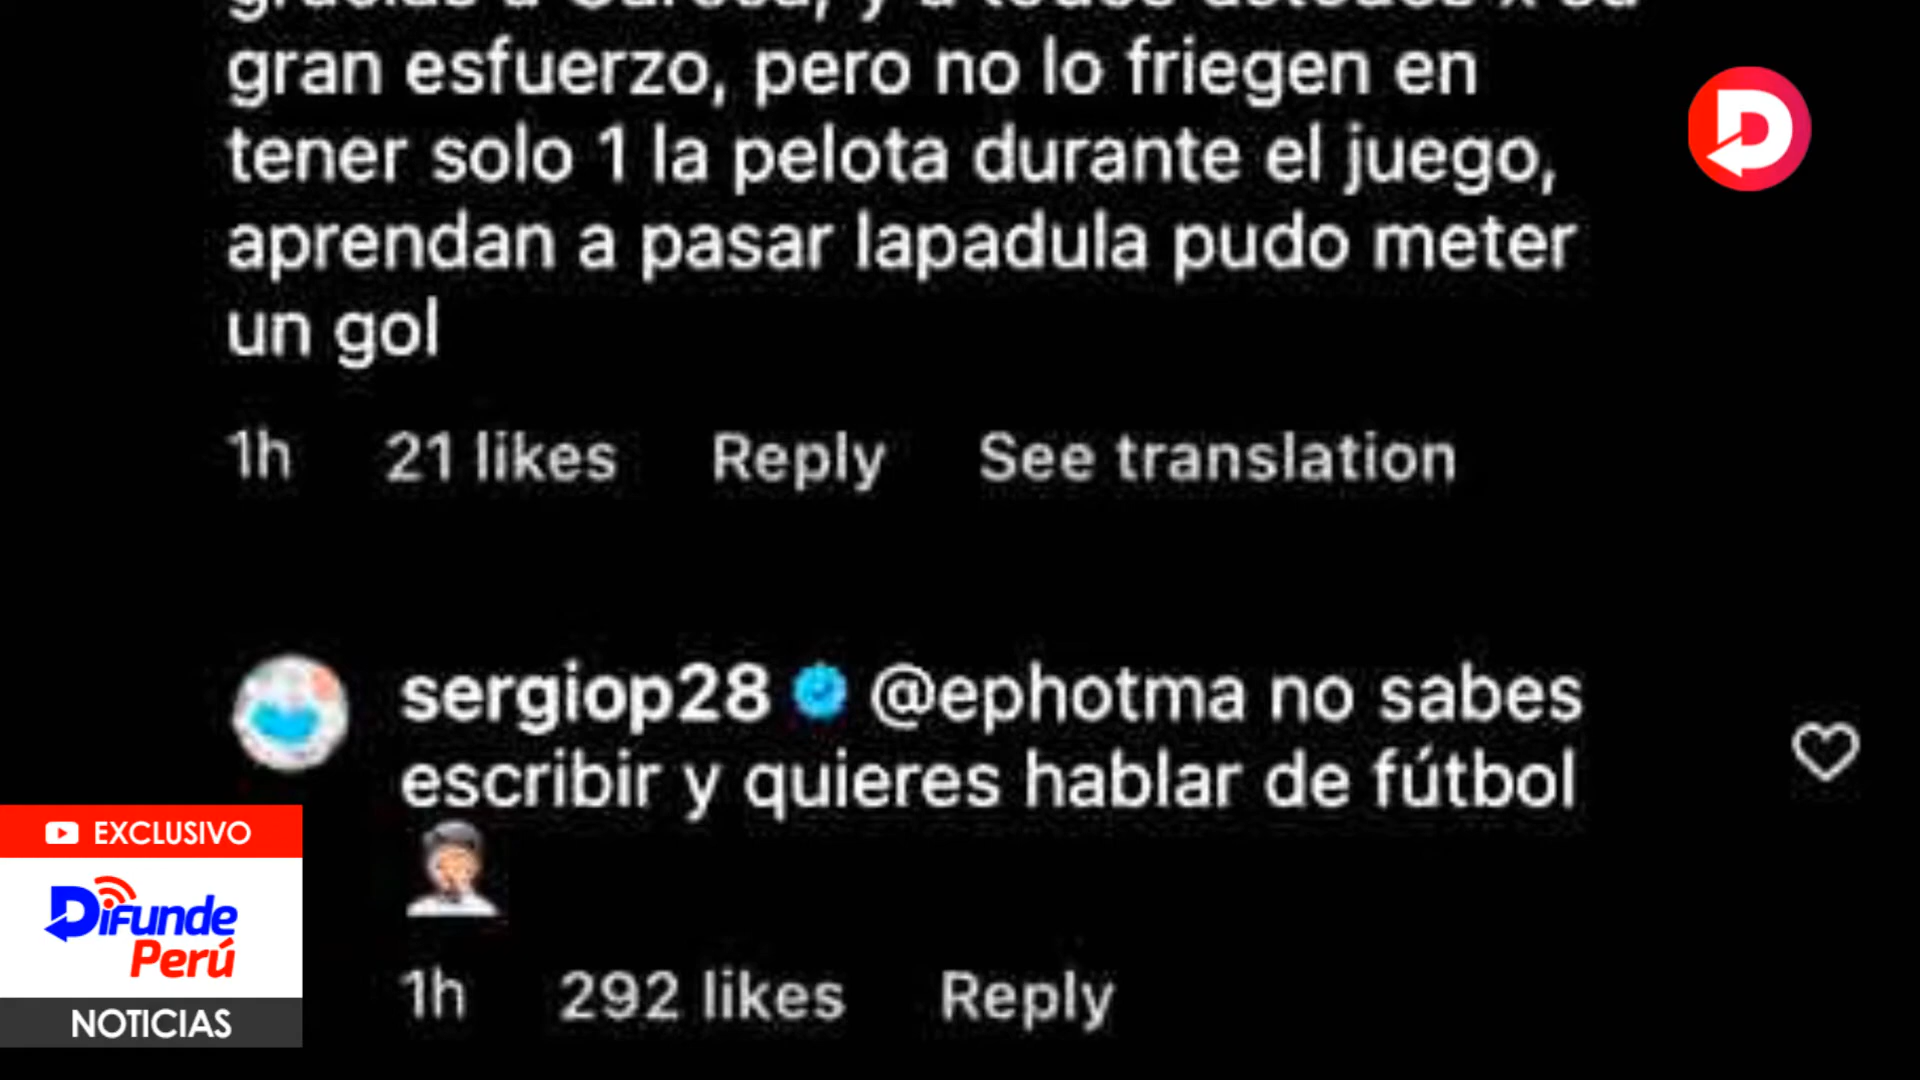 gran esfuerzo, pero no lo friegen en
tener solo 1 la pelota durante el juego,
aprendan a pasar lapadula pudo meter
un gol
1h 21 likes Reply See translation
sergiop28 @ephotma no sabes
escribir y quieres hablar de fútbol
1h 292 likes Reply
EXCLUSIVO
Difunde
Perú
NOTICIAS